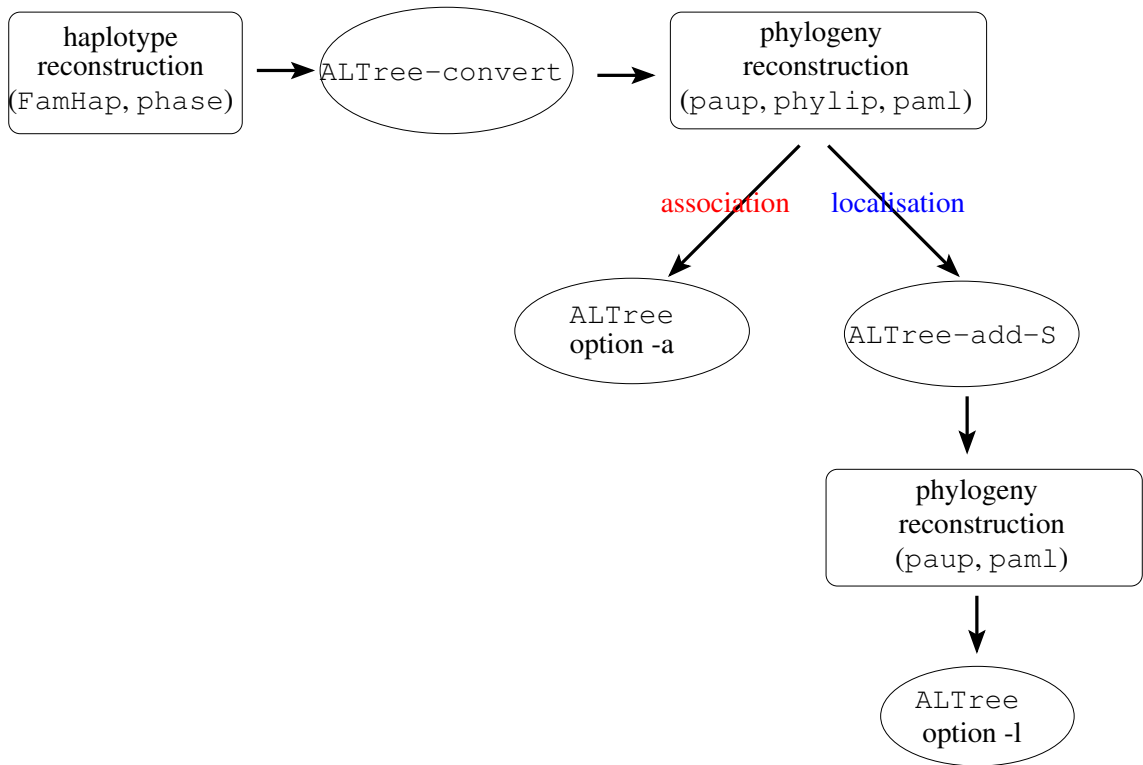 haplotype
reconstruction
(FamHap, phase)
ALTree-convert
phylogeny
reconstruction
(paup, phylip, paml)
association
localisation
ALTree
option -a
ALTree-add-S
phylogeny
reconstruction
(paup, paml)
ALTree
option -l